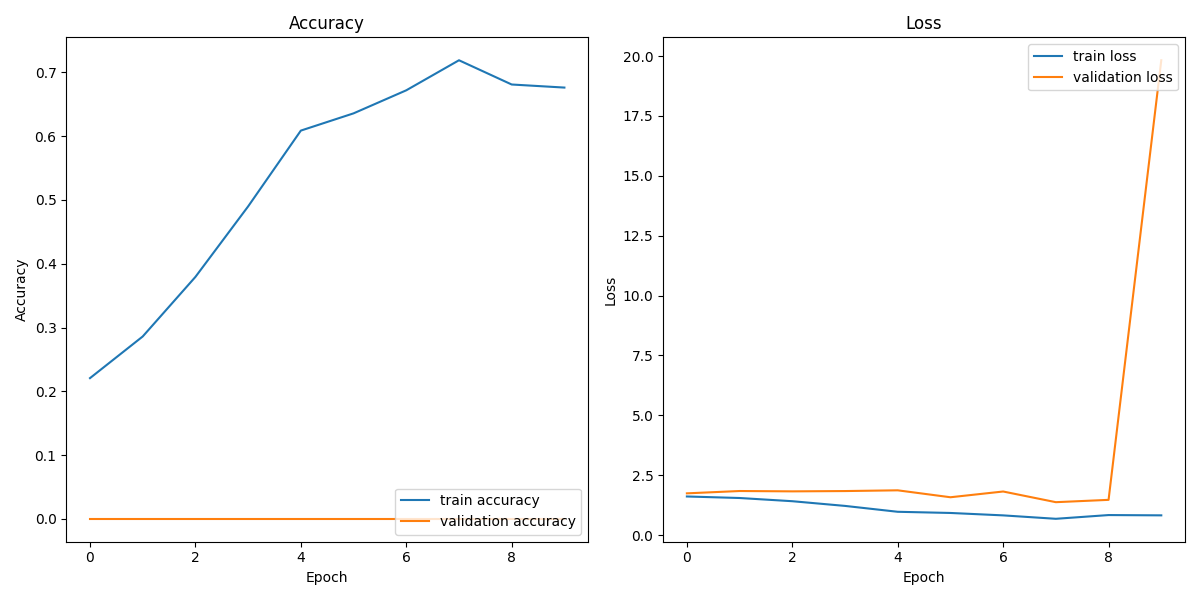 Accuracy
Accuracy
0.7
0.6
0.5
0.4
0.3
0.2
0.1
0.0
train accuracy
validation accuracy
0 2 4 6 8
Epoch
Loss
Loss
20.0
17.5
15.0
12.5
10.0
7.5
5.0
2.5
0.0
train loss
validation loss
0 2 4 6 8
Epoch